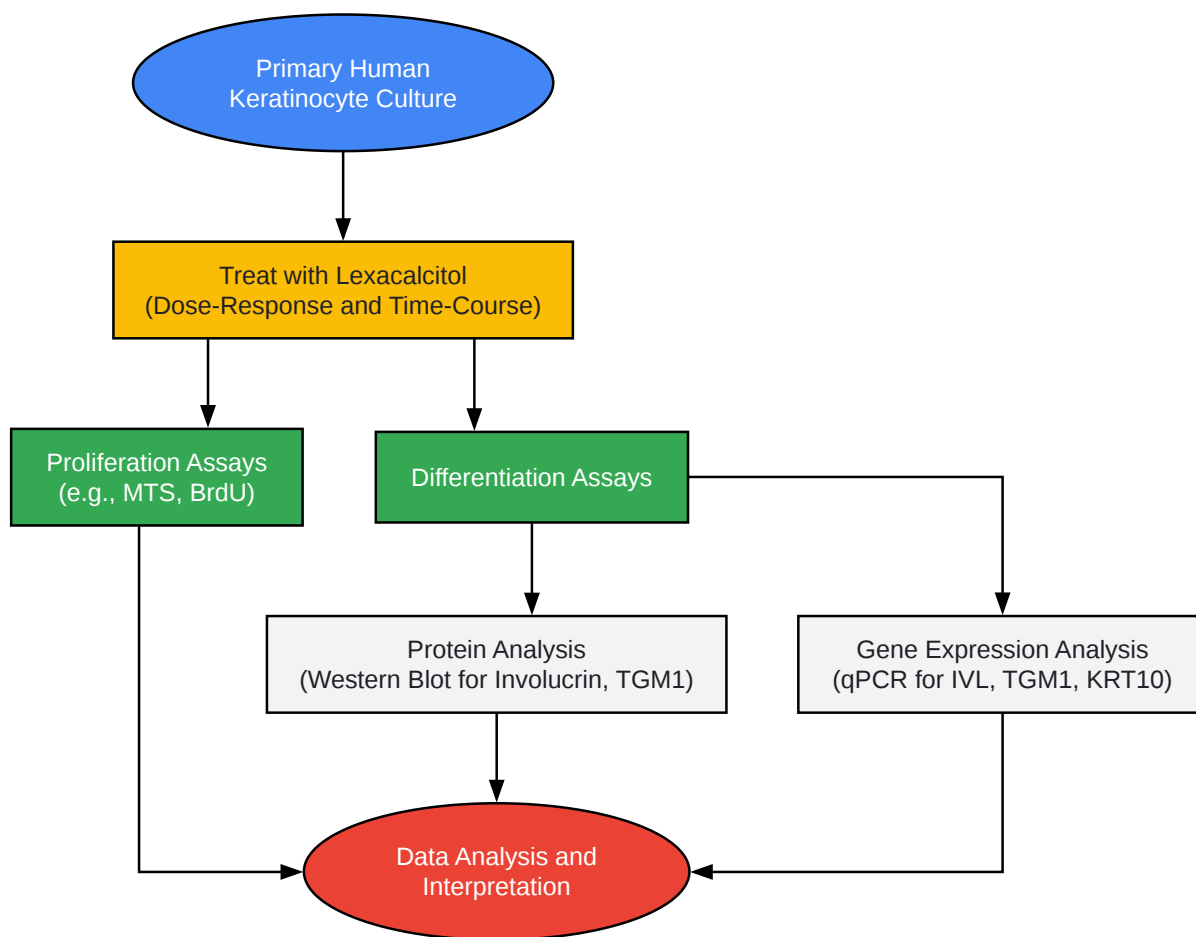 Primary Human
Keratinocyte Culture
Treat with Lexacalcitol
(Dose-Response and Time-Course)
Proliferation Assays
(e.g., MTS, BrdU)
Differentiation Assays
Protein Analysis
(Western Blot for Involucrin, TGM1)
Gene Expression Analysis
(qPCR for IVL, TGM1, KRT10)
Data Analysis and
Interpretation